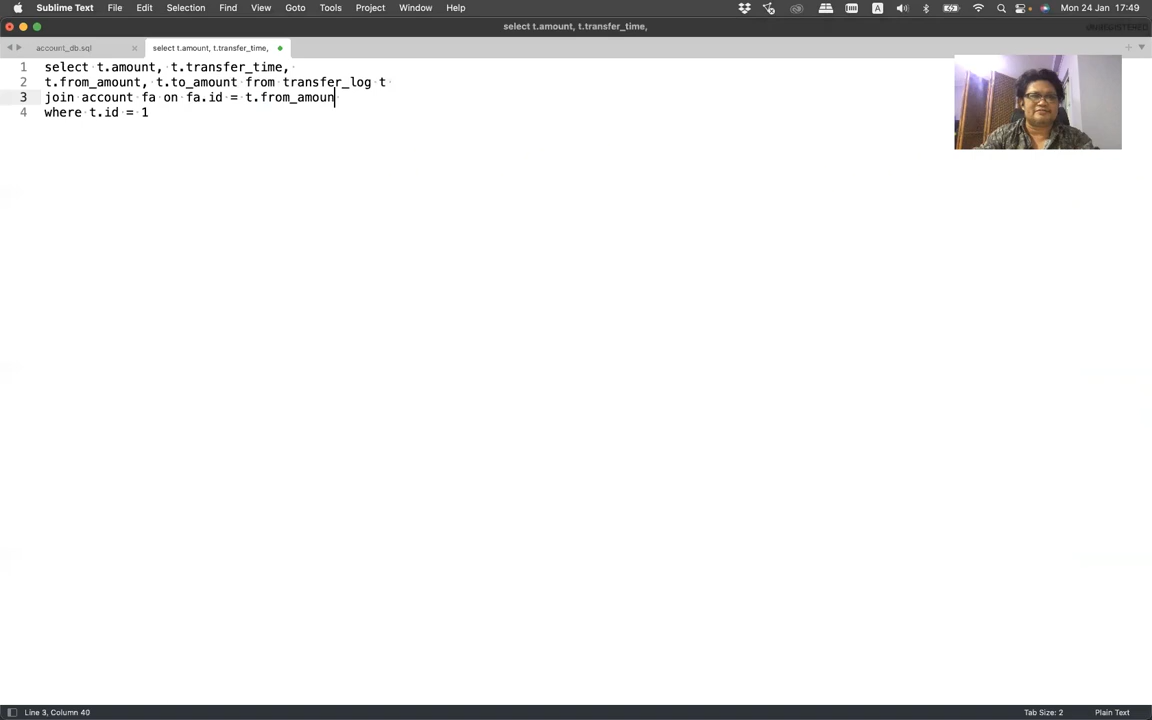 Sublime Text File Edit Selection Find View Goto Tools Project Window Help A Mon 24 Jan 17:49
select t.amount, t.transfer_time,
UNREGISTERED
account_db.sql select t.amount, t.transfer_time,
1 select t.amount, t.transfer_time,
2 t.from_amount, t.to_amount from transfer_log t
3 join account fa on fa.id = t.from_amoun
4 where t.id = 1
Line 3, Column 40 Tab Size: 2 Plain Text